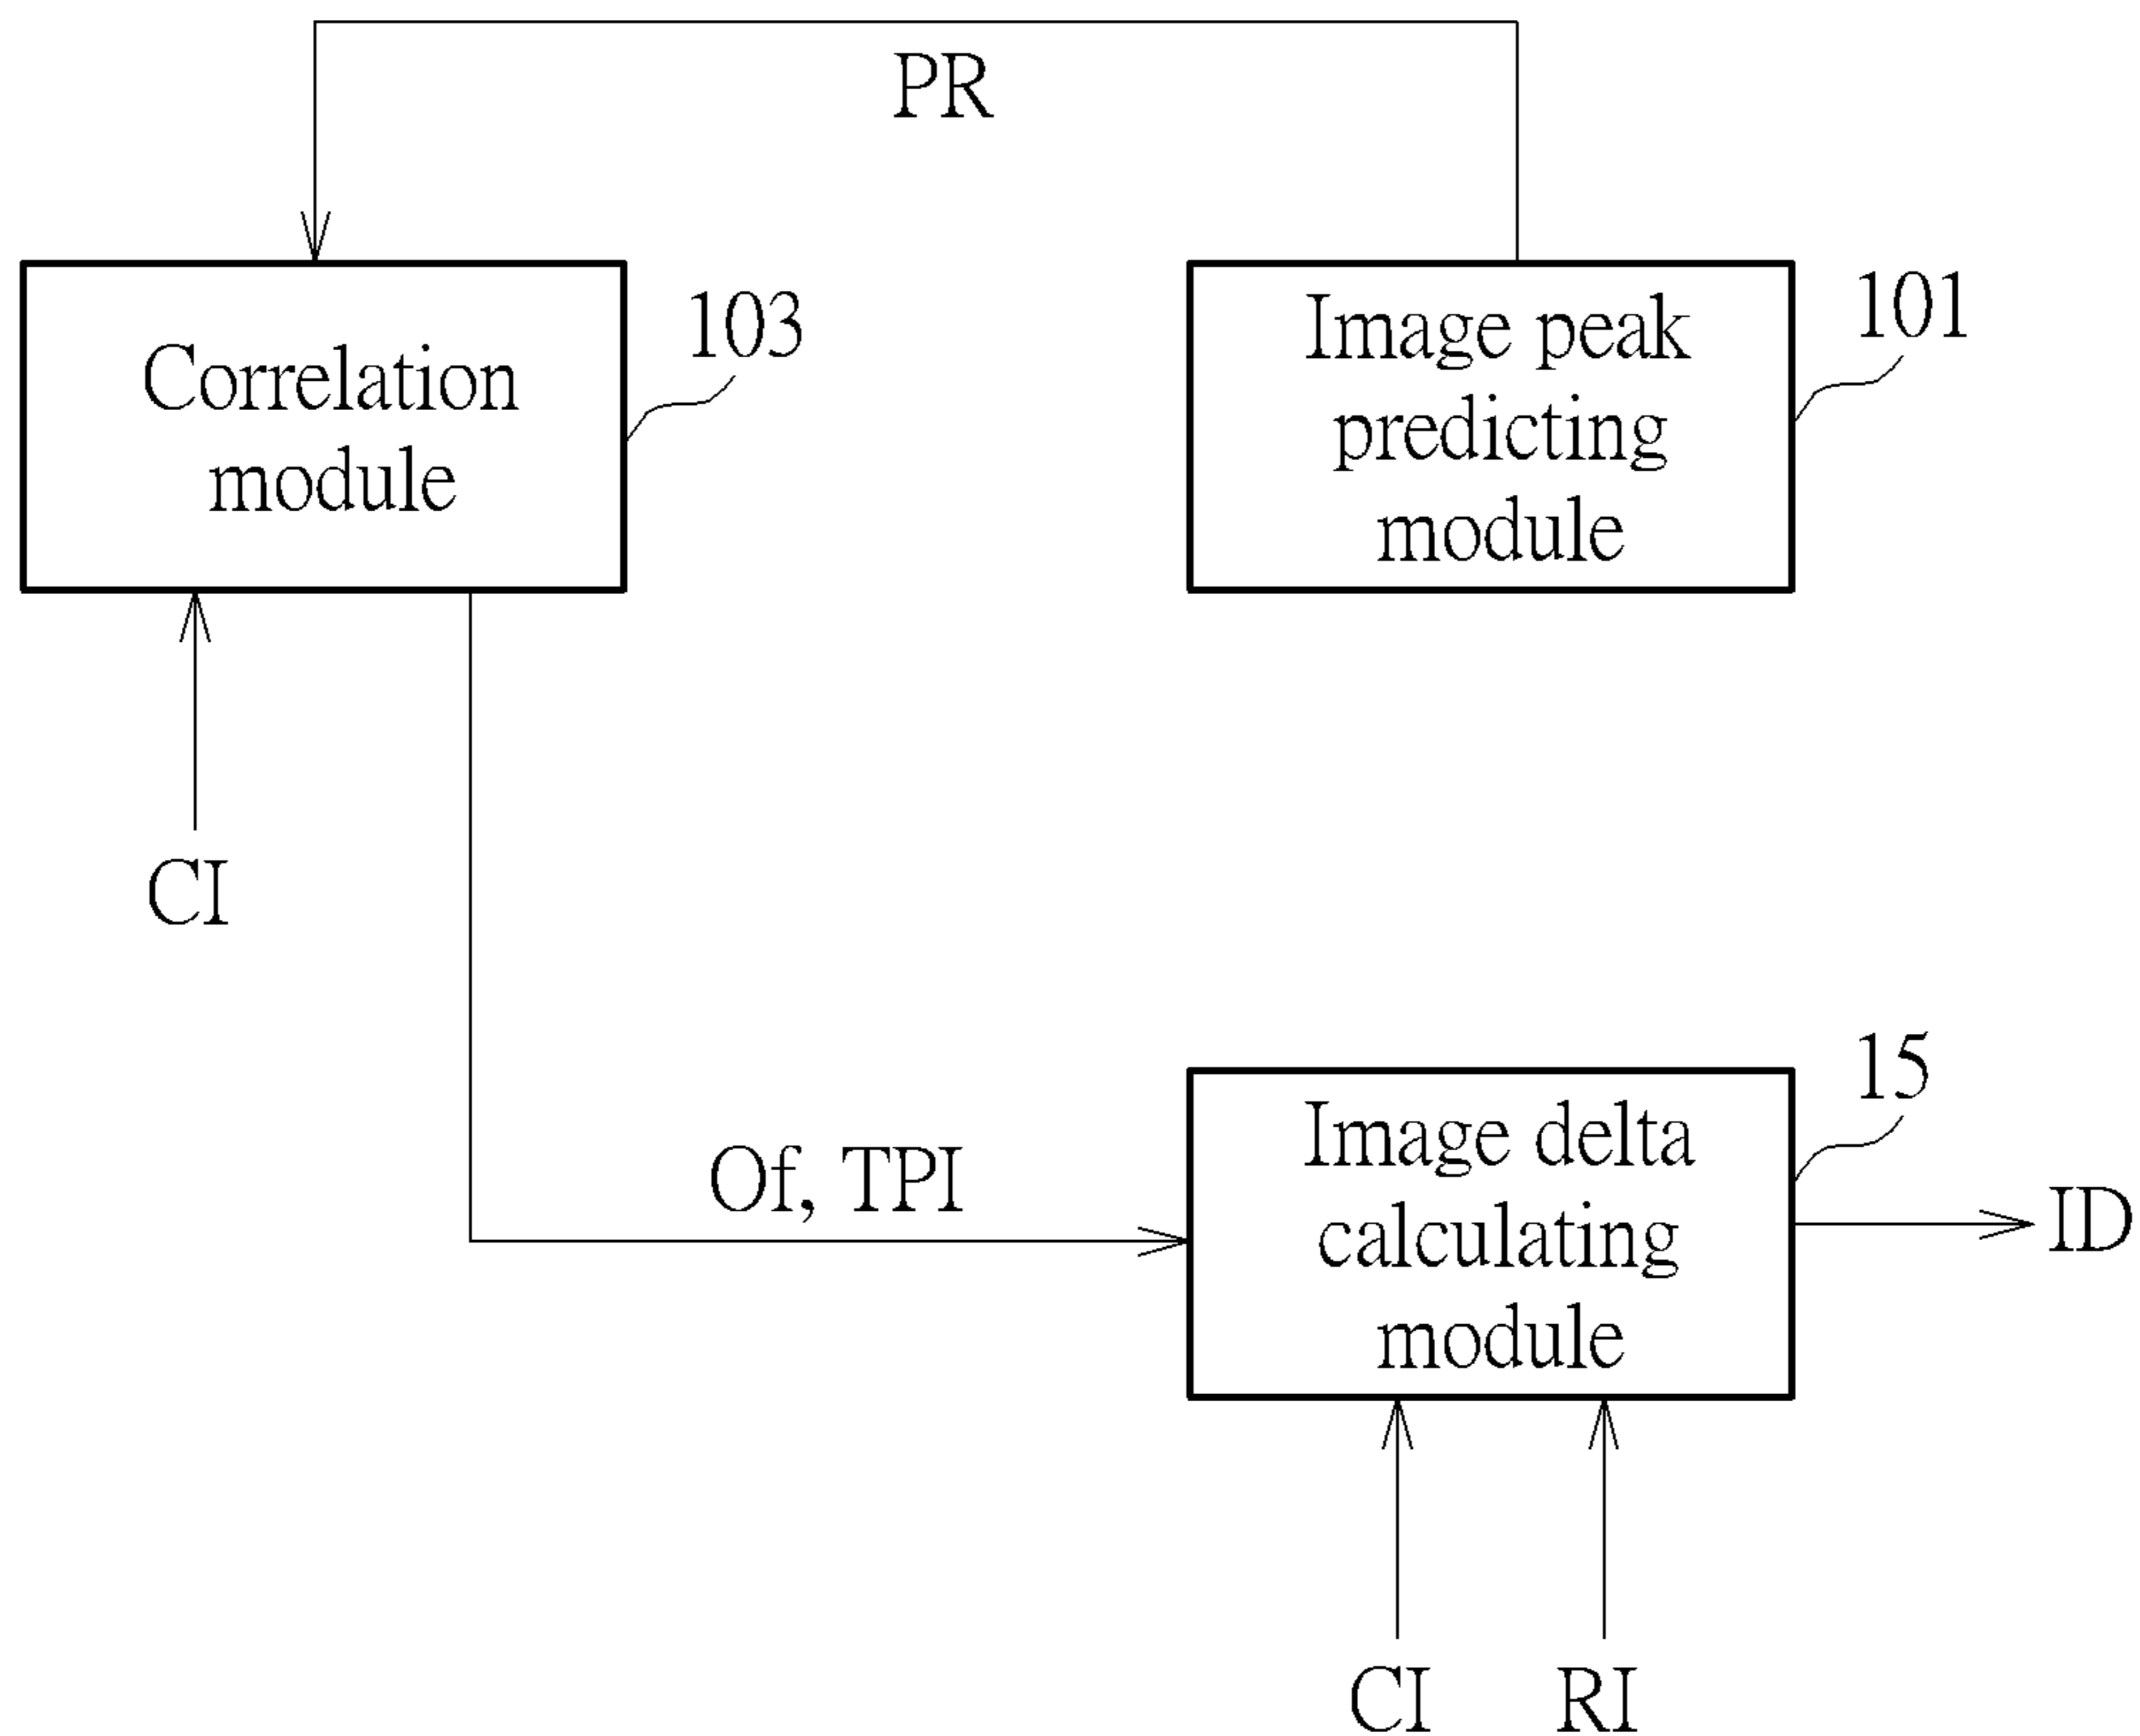 PR
Correlation
module
103
Image peak
predicting
module
101
CI
Of, TPI
Image delta
calculating
module
15
ID
CI
RI